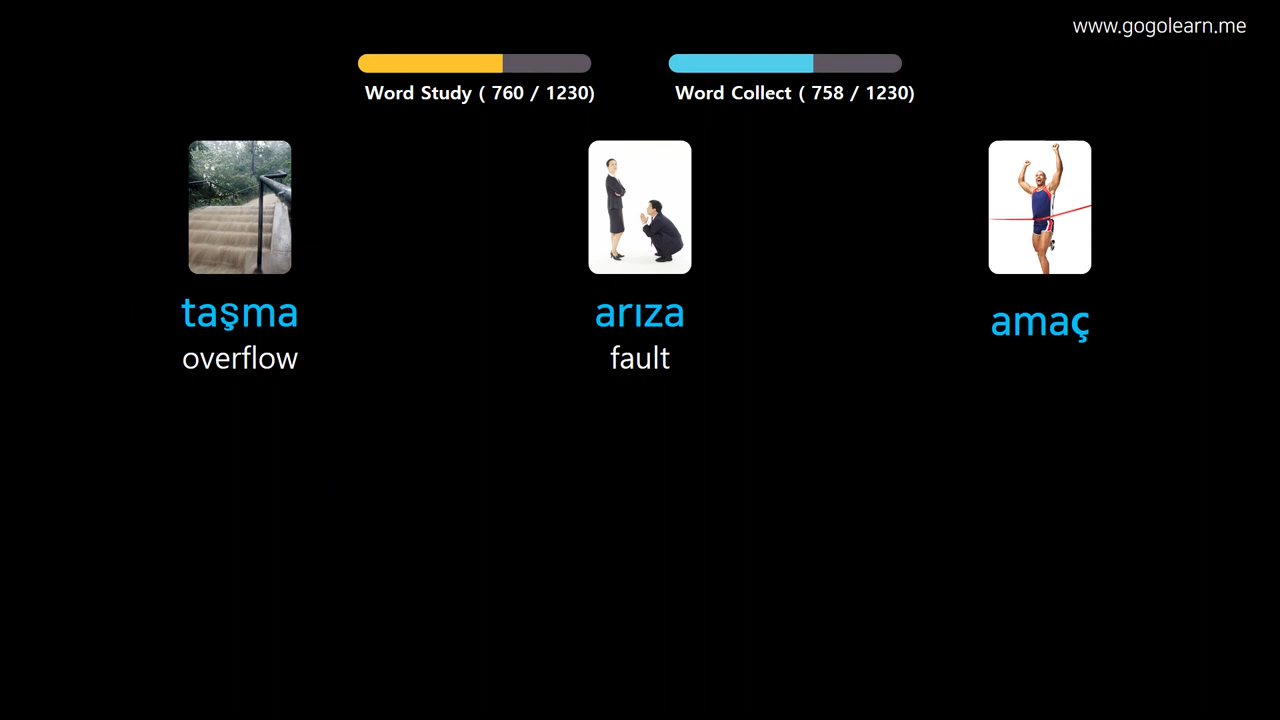 www.gogolearn.me
Word Study ( 760 / 1230)
Word Collect ( 758 / 1230)
taşma
overflow
arıza
fault
amaç